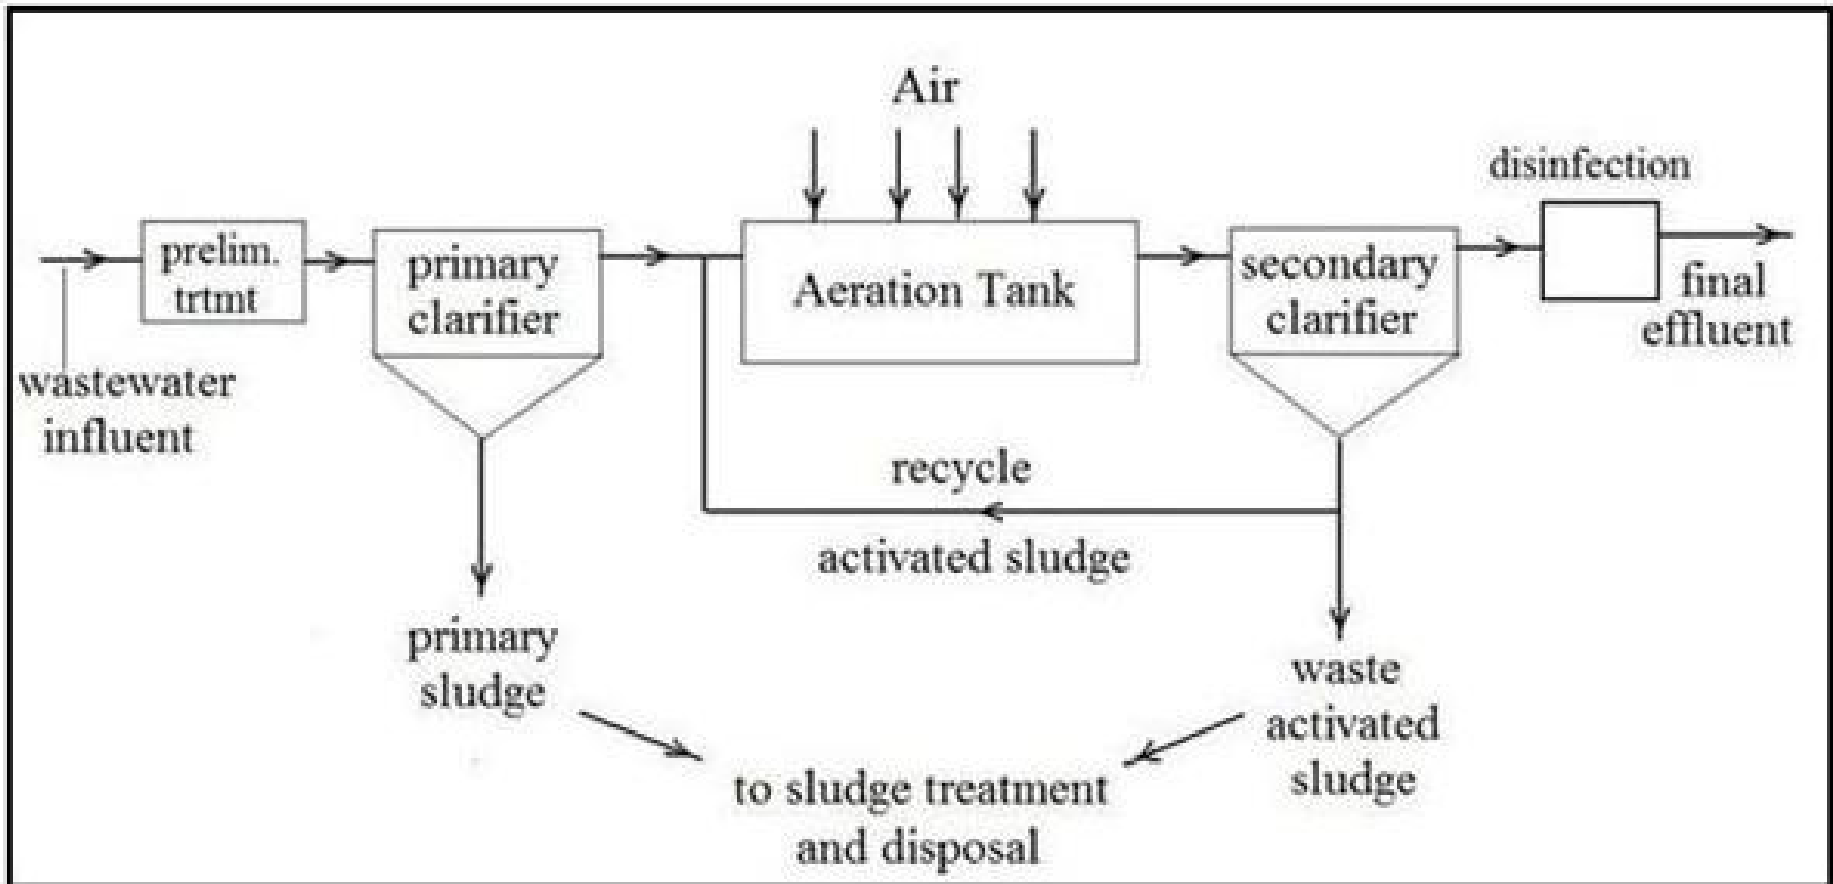 Air
disinfection
prelim.
trtmt
primary
clarifier
Aeration Tank
secondary
clarifier
final
effluent
wastewater
influent
recycle
activated sludge
primary
sludge
waste
activated
sludge
to sludge treatment
and disposal